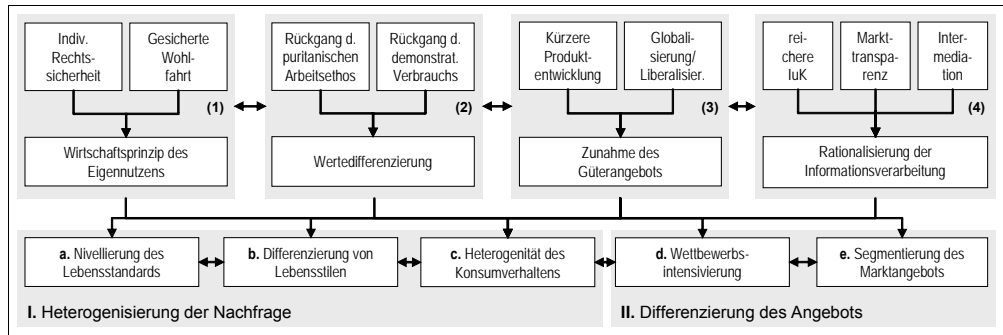 Indiv.
Rechts-
sicherheit
Gesicherte
Wohl-
fahrt
(1)
Wirtschaftsprinzip des
Eigennutzens
Rückgang d.
puritanischen
Arbeitsethos
Rückgang d.
demonstrat.
Verbrauchs
(2)
Wertedifferenzierung
Kürzere
Produkt-
entwicklung
Globali-
sierung/
Liberalisier.
(3)
Zunahme des
Güterangebots
rei-
chere
IuK
Markt-
transpa-
renz
Inter-
media-
tion
(4)
Rationalisierung der
Informationsverarbeitung
a. Nivellierung des
Lebensstandards
b. Differenzierung von
Lebensstilen
c. Heterogenität des
Konsumverhaltens
d. Wettbewerbs-
intensivierung
e. Segmentierung des
Marktangebots
I. Heterogenisierung der Nachfrage
II. Differenzierung des Angebots